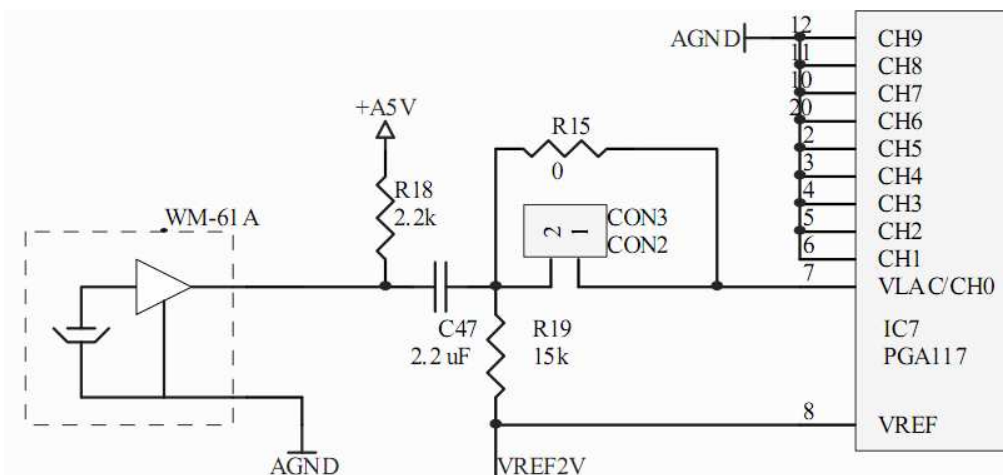 12
AGND
CH9
11
CH8
10
CH7
20
CH6
+A5V
R15
2
CH5
0
3
CH4
R18
2.2k
4
CH3
WM-61A
2 1
CON3
CON2
5
CH2
6
CH1
7
VLAC/CH0
C47
2.2 uF
R19
15k
IC7
PGA117
8
VREF
AGND
VREF2V